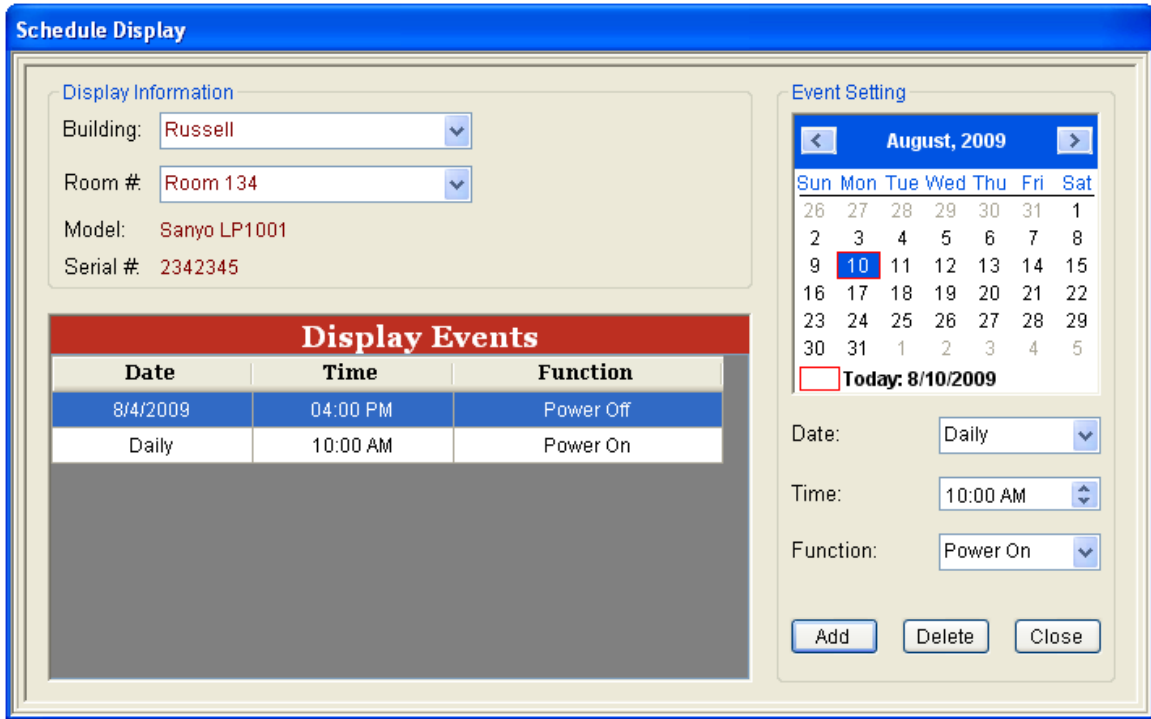 Schedule Display
Display Information
Building: Russell
Room #: Room 134
Model: Sanyo LP1001
Serial #: 2342345
Display Events
Date Time Function
8/4/2009 04:00 PM Power Off
Daily 10:00 AM Power On
Event Setting
August, 2009
Sun Mon Tue Wed Thu Fri Sat
26 27 28 29 30 31 1
2 3 4 5 6 7 8
9 10 11 12 13 14 15
16 17 18 19 20 21 22
23 24 25 26 27 28 29
30 31 1 2 3 4 5
Today: 8/10/2009
Date: Daily
Time: 10:00 AM
Function: Power On
Add Delete Close